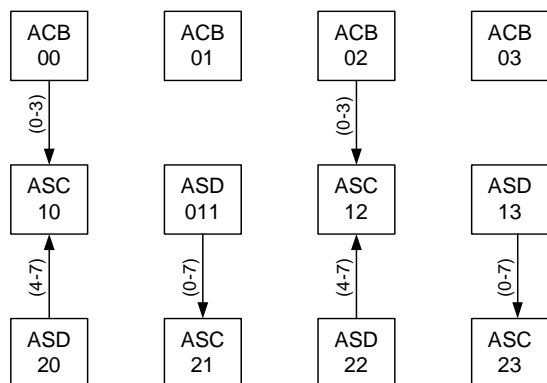 ACB
00
ACB
01
ACB
02
ACB
03
(0-3)
(0-3)
ASC
10
ASD
011
ASC
12
ASD
13
(4-7)
(0-7)
(4-7)
(0-7)
ASD
20
ASC
21
ASD
22
ASC
23